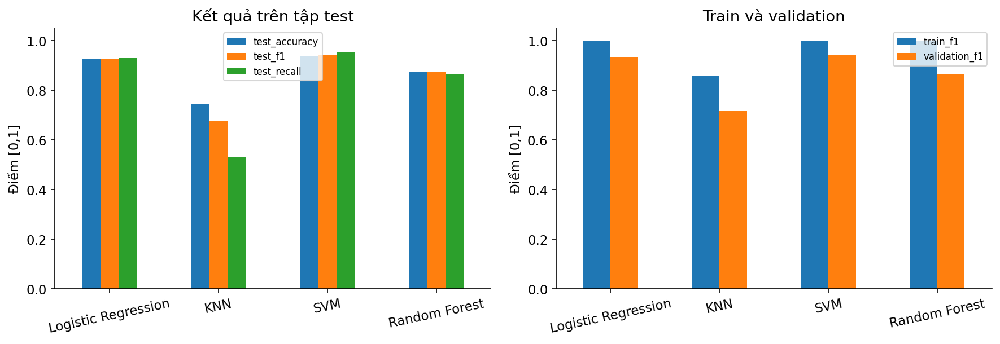 Kết quả trên tập test
Điểm [0,1]
1.0
0.8
0.6
0.4
0.2
0.0
test_accuracy
test_f1
test_recall
Logistic Regression
KNN
SVM
Random Forest
Train và validation
Điểm [0,1]
1.0
0.8
0.6
0.4
0.2
0.0
train_f1
validation_f1
Logistic Regression
KNN
SVM
Random Forest